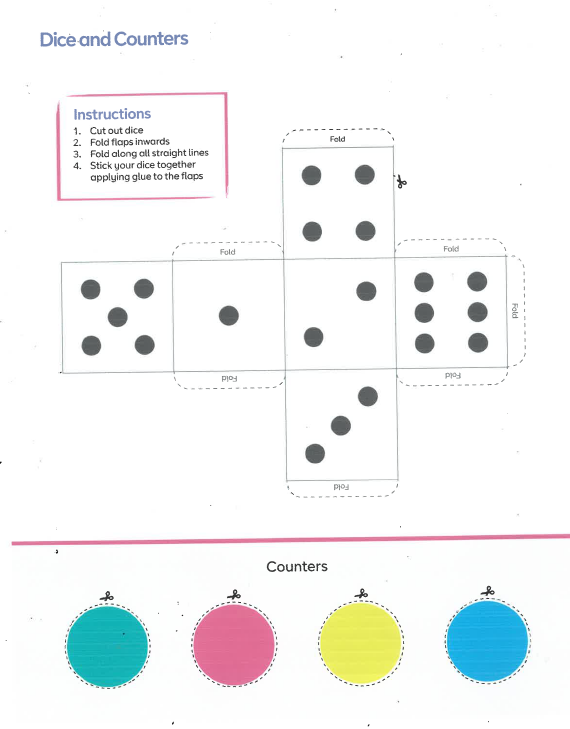 Dice and Counters
Instructions
1. Cut out dice
2. Fold flaps inwards
3. Fold along all straight lines
4. Stick your dice together
applying glue to the flaps
Fold
Fold
Fold
Fold
Fold
Fold
Fold
Counters